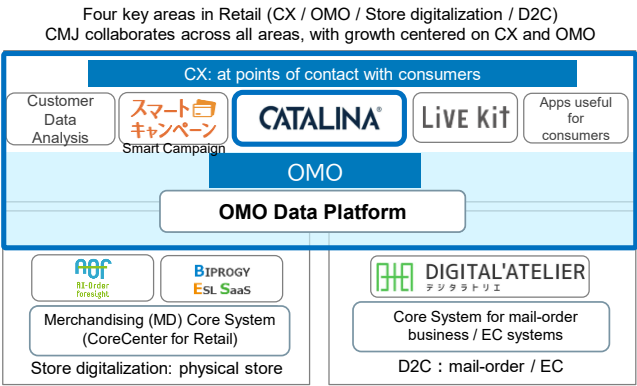 Four key areas in Retail (CX / OMO / Store digitalization / D2C)
CMJ collaborates across all areas, with growth centered on CX and OMO
CX: at points of contact with consumers
Customer
Data
Analysis
スマート
キャンペーン
Smart Campaign
CATALINA®
LiVE kit
Apps useful
for
consumers
OMO
OMO Data Platform
AOF
AI-Order
Foresight
BIPROGY
ESL SaaS
DIGITAL'ATELIER
デジタラトリエ
Merchandising (MD) Core System
(CoreCenter for Retail)
Core System for mail-order
business / EC systems
Store digitalization: physical store
D2C：mail-order / EC